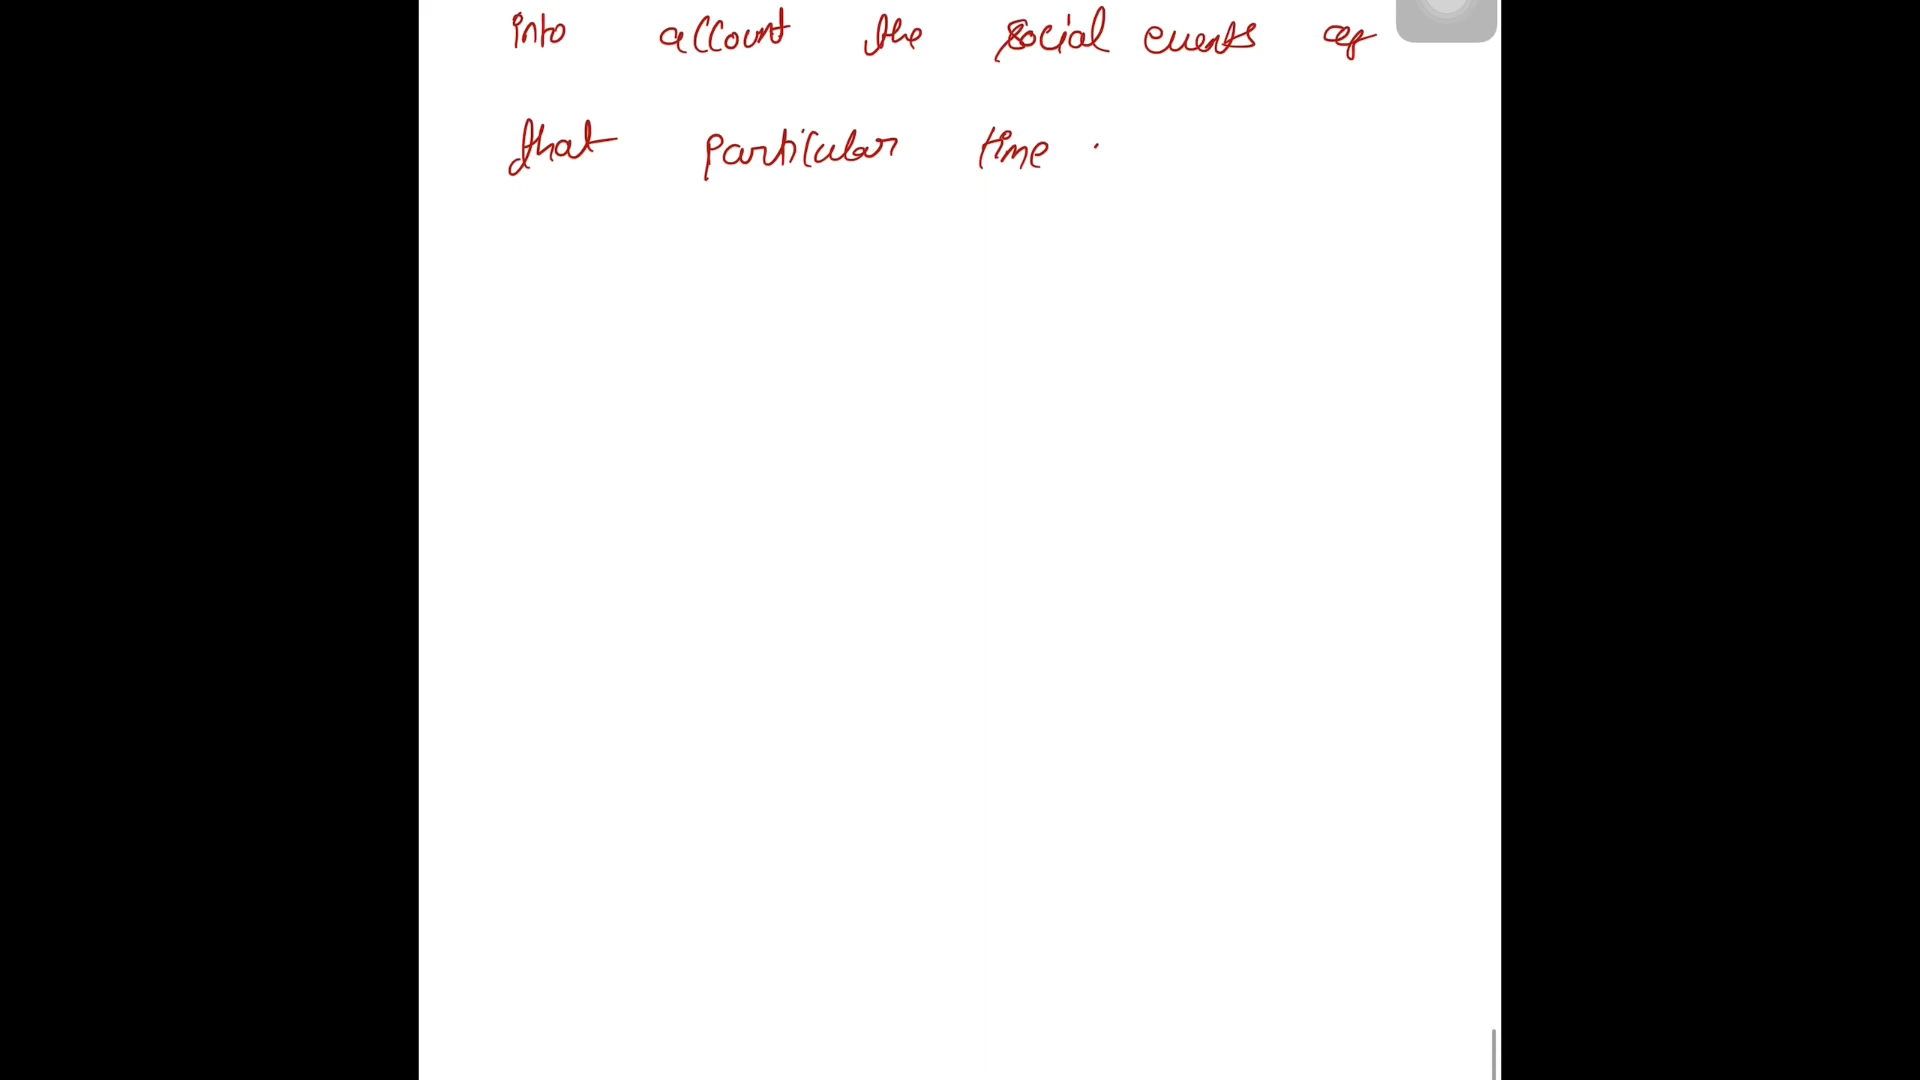 into account the social events of
that particular time .